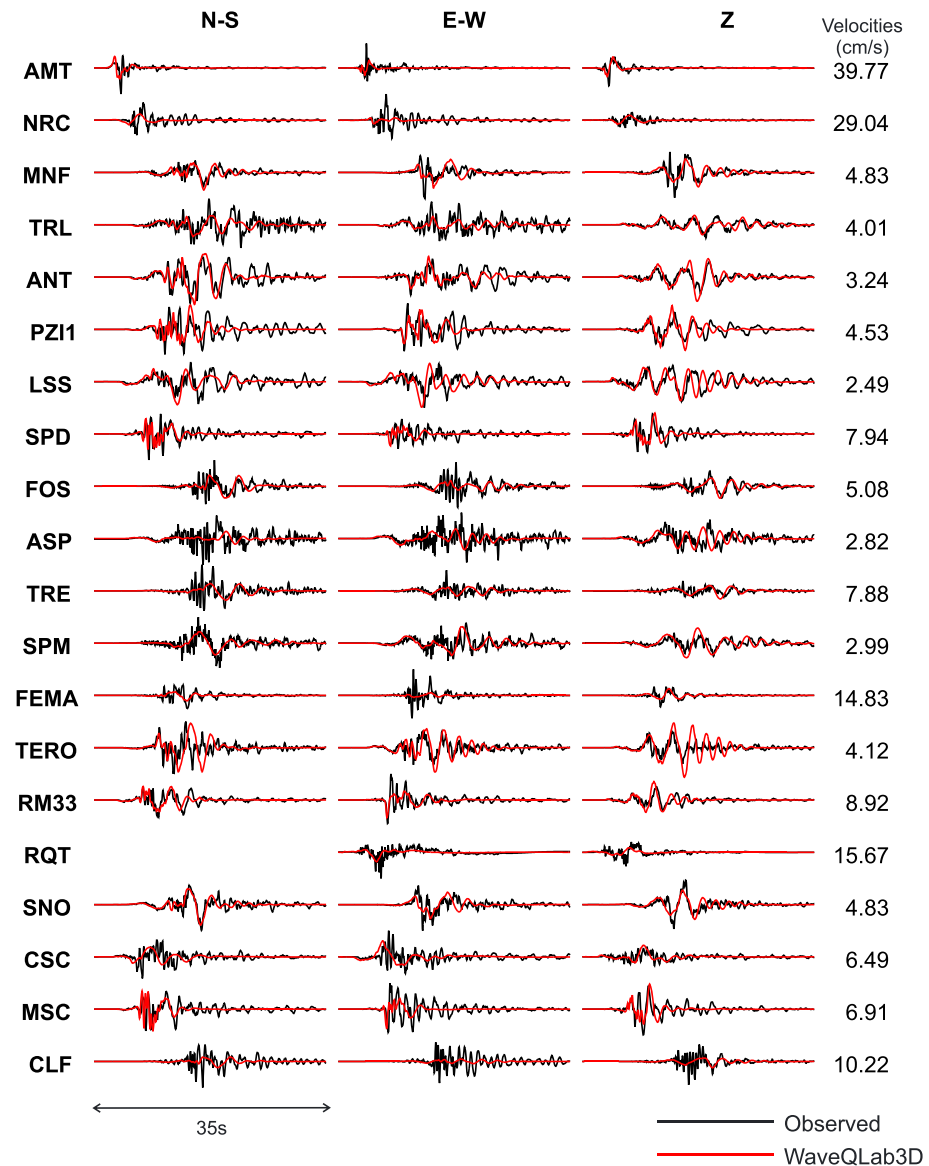 N-S E-W Z
Velocities
(cm/s)
AMT 39.77
NRC 29.04
MNF 4.83
TRL 4.01
ANT 3.24
PZI1 4.53
LSS 2.49
SPD 7.94
FOS 5.08
ASP 2.82
TRE 7.88
SPM 2.99
FEMA 14.83
TERO 4.12
RM33 8.92
RQT 15.67
SNO 4.83
CSC 6.49
MSC 6.91
CLF 10.22
35s
Observed
WaveQLab3D